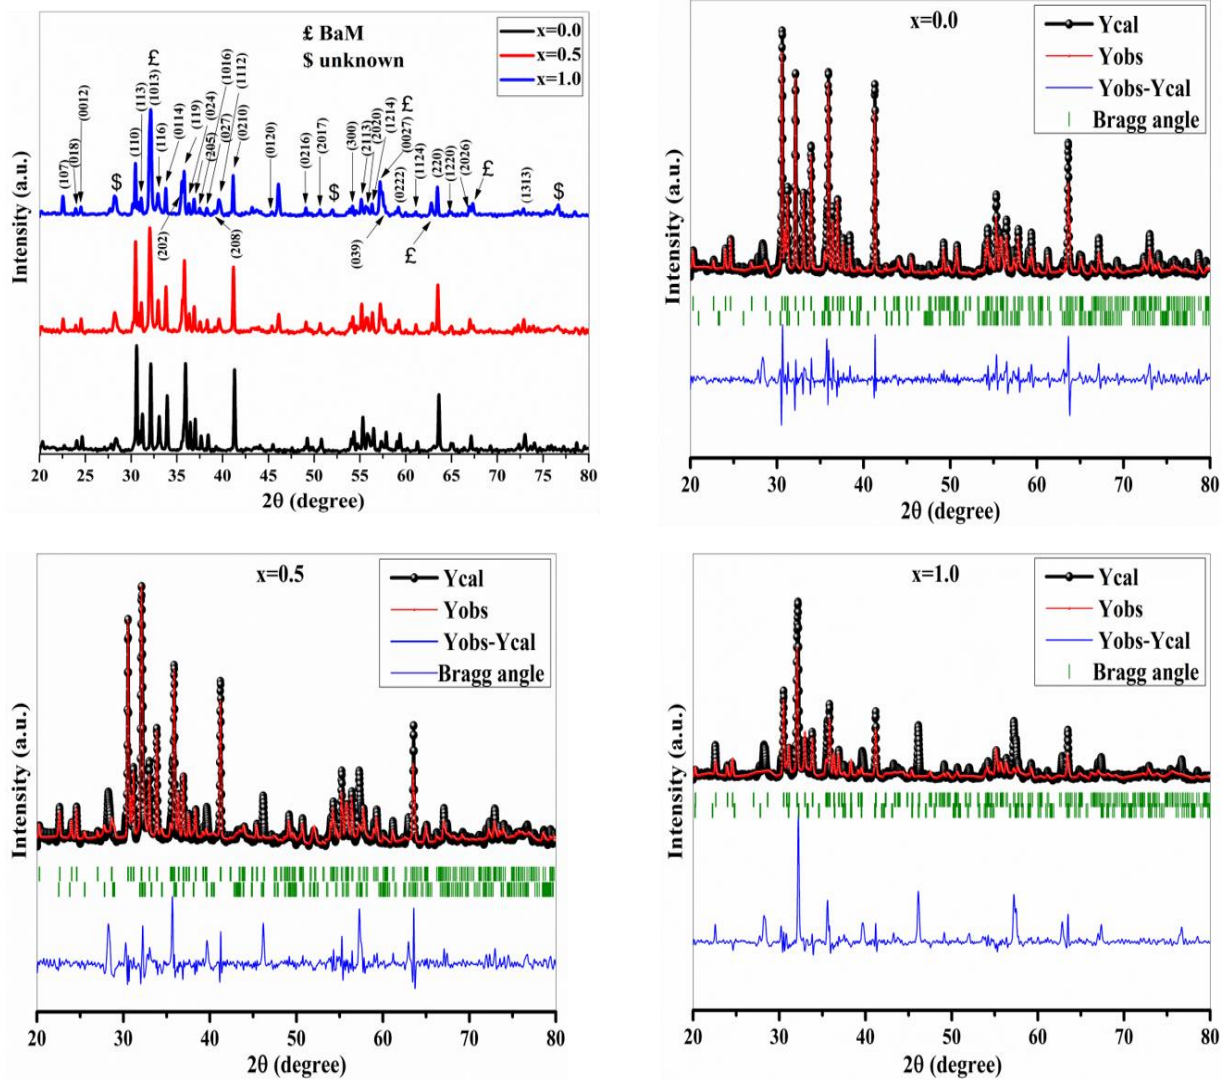 £ BaM
$ unknown
x=0.0
x=0.5
x=1.0
(107)
(018)
(0012)
$
(110)
(113)
(1013) £
(116)
(0114)
(119)
(024)
(1016)
(1112)
(205)
(027)
(0210)
(202)
(208)
(0120)
(0216)
(2017)
$
(300)
(2113)
(2020)
(1214)
(0027) £
(039)
(0222)
(1124)
£
(220)
(1220)
(2026)
£
(1313)
$
Intensity (a.u.)
20 25 30 35 40 45 50 55 60 65 70 75 80
2θ (degree)
x=0.0
Ycal
Yobs
Yobs-Ycal
Bragg angle
Intensity (a.u.)
20 30 40 50 60 70 80
2θ (degree)
x=0.5
Ycal
Yobs
Yobs-Ycal
Bragg angle
Intensity (a.u.)
20 30 40 50 60 70 80
2θ (degree)
x=1.0
Ycal
Yobs
Yobs-Ycal
Bragg angle
Intensity (a.u.)
20 30 40 50 60 70 80
2θ (degree)